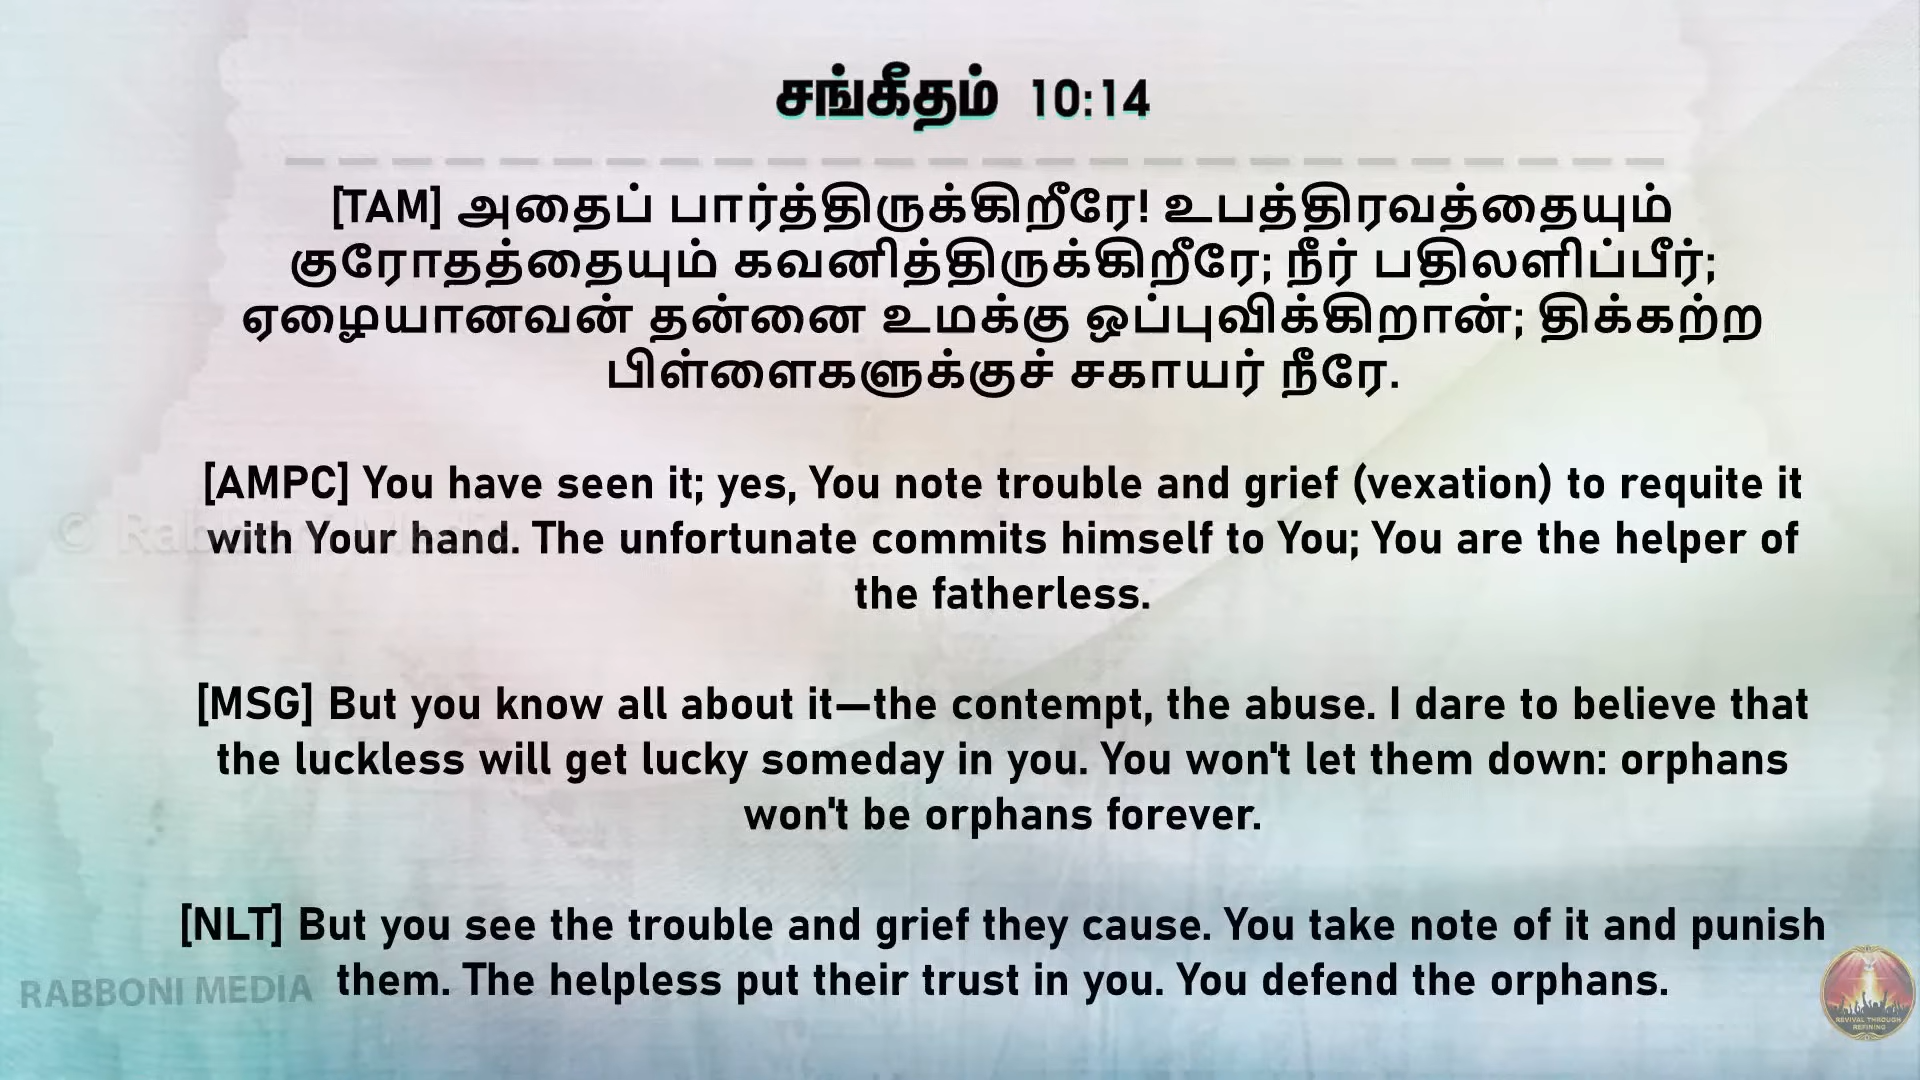 சங்கீதம் 10:14
[TAM] அதைப் பார்த்திருக்கிறீரே! உபத்திரவத்தையும்
குரோதத்தையும் கவனித்திருக்கிறீரே; நீர் பதிலளிப்பீர்;
ஏழையானவன் தன்னை உமக்கு ஒப்புவிக்கிறான்; திக்கற்ற
பிள்ளைகளுக்குச் சகாயர் நீரே.
[AMPC] You have seen it; yes, You note trouble and grief (vexation) to requite it
with Your hand. The unfortunate commits himself to You; You are the helper of
the fatherless.
© Rabboni Media
[MSG] But you know all about it—the contempt, the abuse. I dare to believe that
the luckless will get lucky someday in you. You won't let them down: orphans
won't be orphans forever.
[NLT] But you see the trouble and grief they cause. You take note of it and punish
them. The helpless put their trust in you. You defend the orphans.
RABBONI MEDIA
REVIVAL THROUGH
REFINING